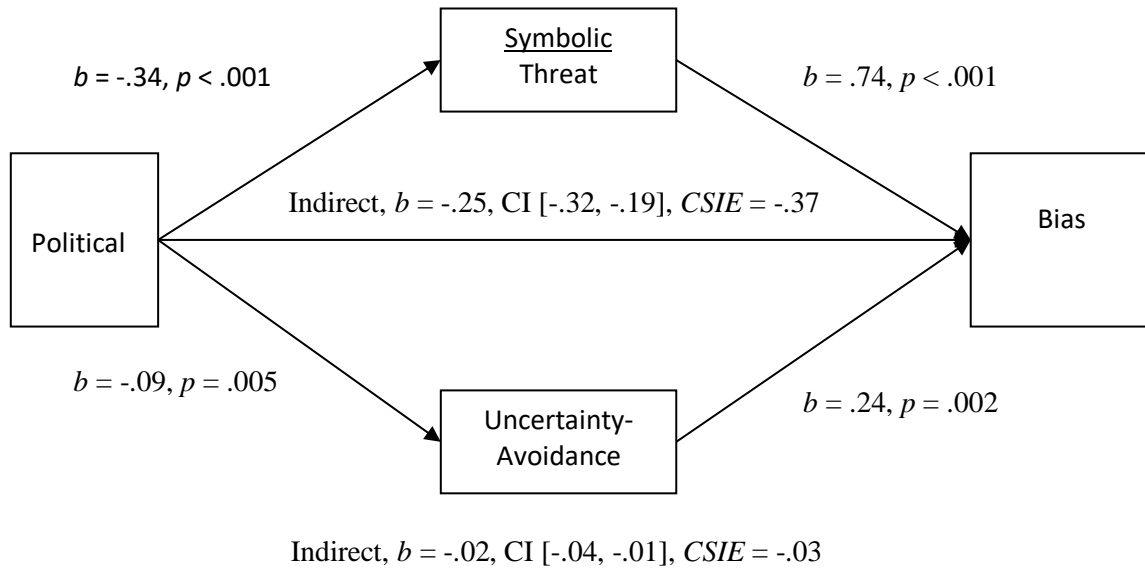 Symbolic
Threat
b = -.34, p < .001
b = .74, p < .001
Indirect, b = -.25, CI [-.32, -.19], CSIE = -.37
Political
Bias
b = -.09, p = .005
Uncertainty-
Avoidance
b = .24, p = .002
Indirect, b = -.02, CI [-.04, -.01], CSIE = -.03